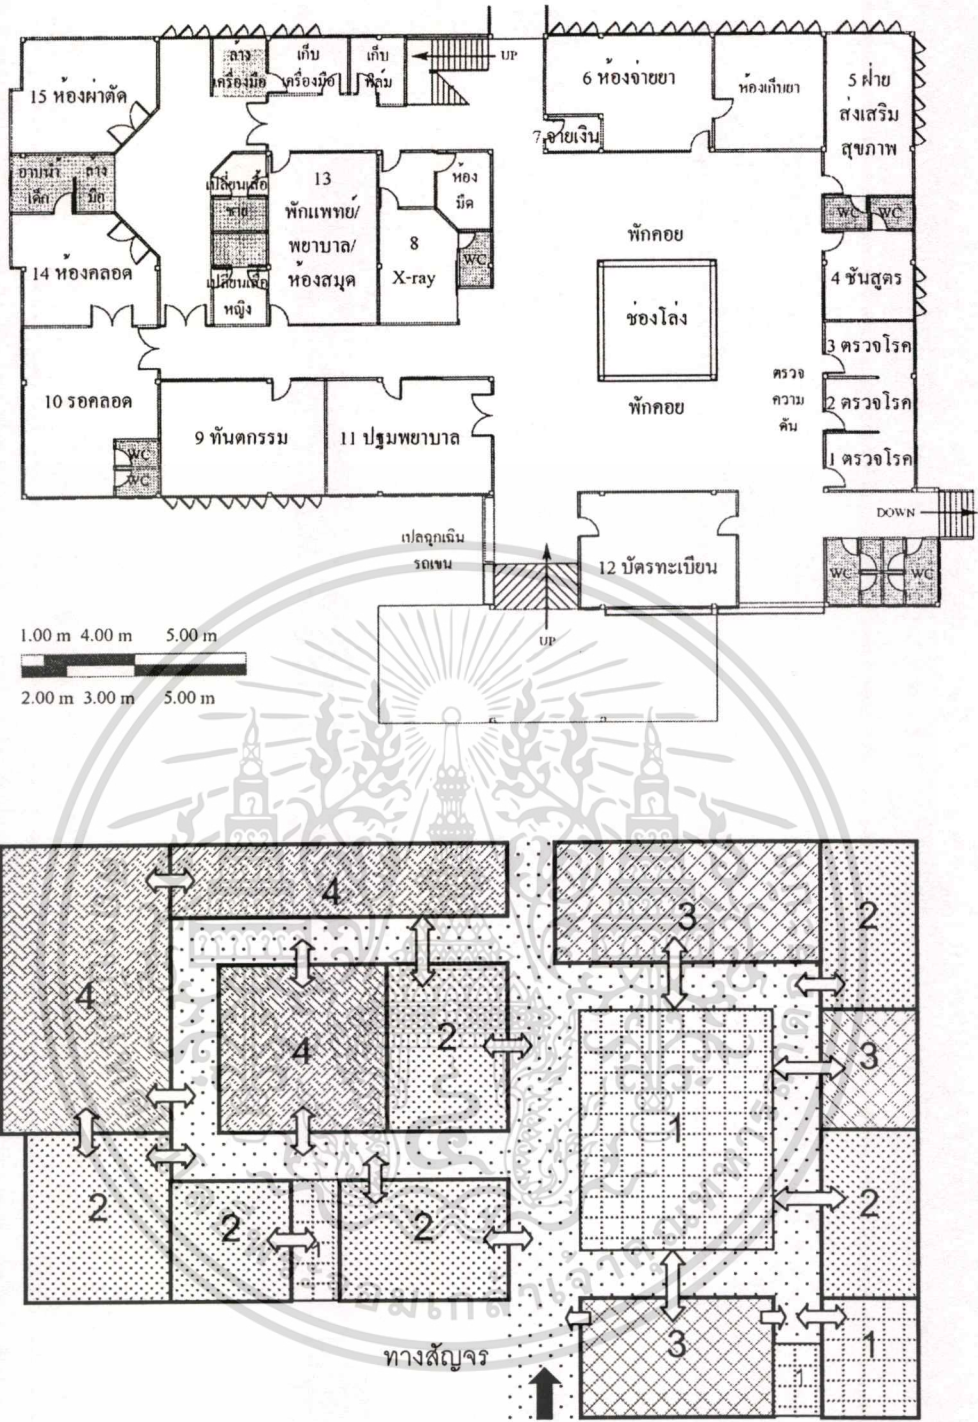 15 ห้องผ่าตัด
ล้าง
เครื่องมือ
เก็บ
เครื่องมือ
เก็บ
ฟิล์ม
UP
6 ห้องจ่ายยา
ห้องเก็บยา
5 ฝ่าย
ส่งเสริม
สุขภาพ
7 จ่ายเงิน
อาบน้ำ
เด็ก
ล้าง
มือ
เปลี่ยนเสื้อ
ชาย
13
พักแพทย์/
พยาบาล/
ห้องสมุด
ห้อง
มืด
WC
WC
WC
พักคอย
14 ห้องคลอด
เปลี่ยนเสื้อ
หญิง
8
X-ray
ช่องโล่ง
4 ชันสูตร
3 ตรวจโรค
ตรวจ
ความ
ดัน
10 รอคลอด
พักคอย
2 ตรวจโรค
9 ทันตกรรม
11 ปฐมพยาบาล
1 ตรวจโรค
WC
WC
DOWN
เปลฉุกเฉิน
รถเข็น
12 บัตรทะเบียน
WC
WC
UP
1.00 m 4.00 m 5.00 m
2.00 m 3.00 m 5.00 m
4
3
2
4
4
2
3
1
2
2
2
1
2
3
1
1
ทางสัญจร